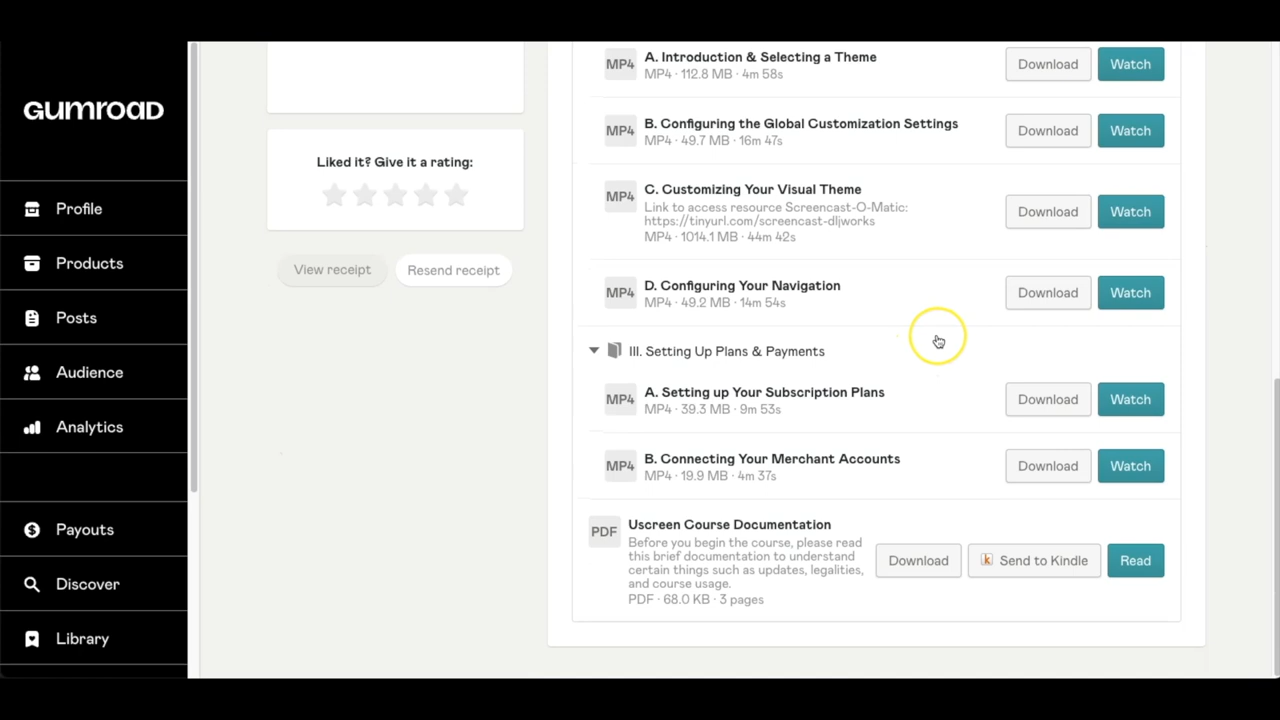 GUMROAD
Profile
Products
Posts
Audience
Analytics
Payouts
Discover
Library
Liked it? Give it a rating:
View receipt
Resend receipt
MP4
A. Introduction & Selecting a Theme
MP4 · 112.8 MB · 4m 58s
Download
Watch
MP4
B. Configuring the Global Customization Settings
MP4 · 49.7 MB · 16m 47s
Download
Watch
MP4
C. Customizing Your Visual Theme
Link to access resource Screencast-O-Matic:
https://tinyurl.com/screencast-dljworks
MP4 · 1014.1 MB · 44m 42s
Download
Watch
MP4
D. Configuring Your Navigation
MP4 · 49.2 MB · 14m 54s
Download
Watch
III. Setting Up Plans & Payments
MP4
A. Setting up Your Subscription Plans
MP4 · 39.3 MB · 9m 53s
Download
Watch
MP4
B. Connecting Your Merchant Accounts
MP4 · 19.9 MB · 4m 37s
Download
Watch
PDF
Uscreen Course Documentation
Before you begin the course, please read
this brief documentation to understand
certain things such as updates, legalities,
and course usage.
PDF · 68.0 KB · 3 pages
Download
k Send to Kindle
Read